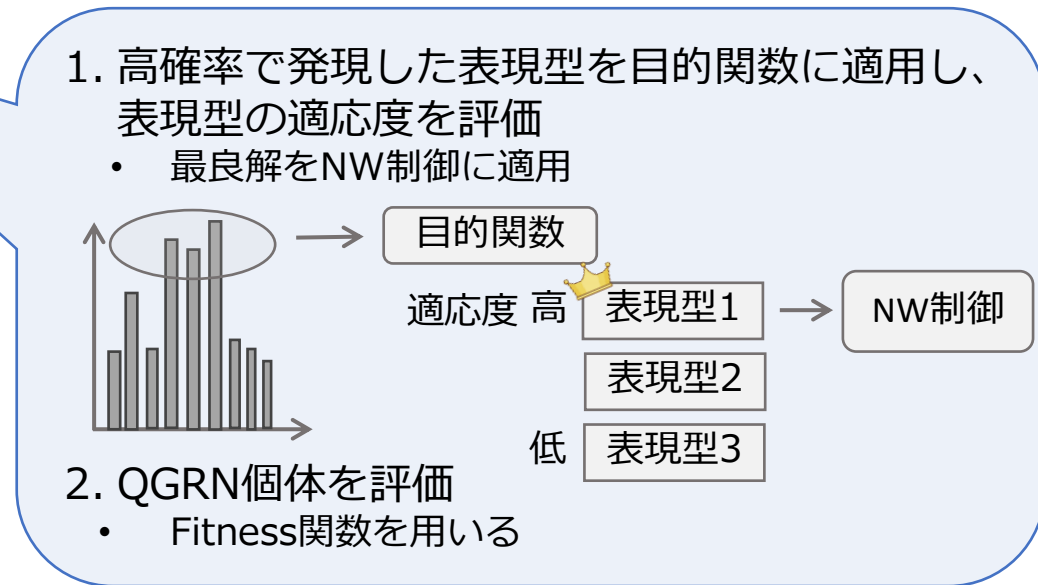 1. 高確率で発現した表現型を目的関数に適用し、
表現型の適応度を評価
• 最良解をNW制御に適用
目的関数
適応度 高 表現型1 NW制御
表現型2
低 表現型3
2. QGRN個体を評価
• Fitness関数を用いる